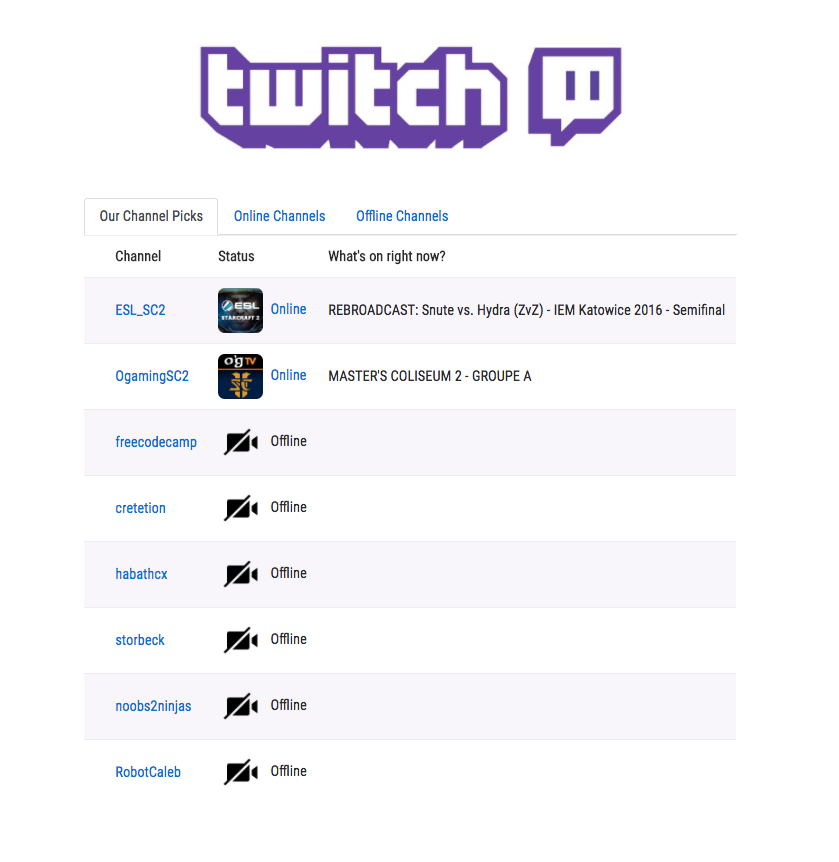 twitch
Our Channel Picks Online Channels Offline Channels
Channel Status What's on right now?
ESL_SC2 ESL STARCRAFT 2 Online REBROADCAST: Snute vs. Hydra (ZvZ) - IEM Katowice 2016 - Semifinal
OgamingSC2 O'G TV Online MASTER'S COLISEUM 2 - GROUPE A
freecodecamp Offline
cretetion Offline
habathcx Offline
storbeck Offline
noobs2ninjas Offline
RobotCaleb Offline